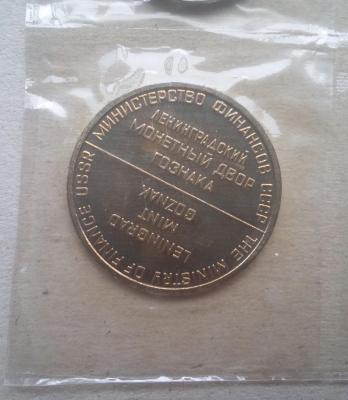 МИНИСТЕРСТВО ФИНАНСОВ СССР
THE MINISTRY OF FINANCE USSR
ЛЕНИНГРАДСКИЙ
МОНЕТНЫЙ ДВОР
ГОЗНАКА
LENINGRAD
MINT
GOZNAK